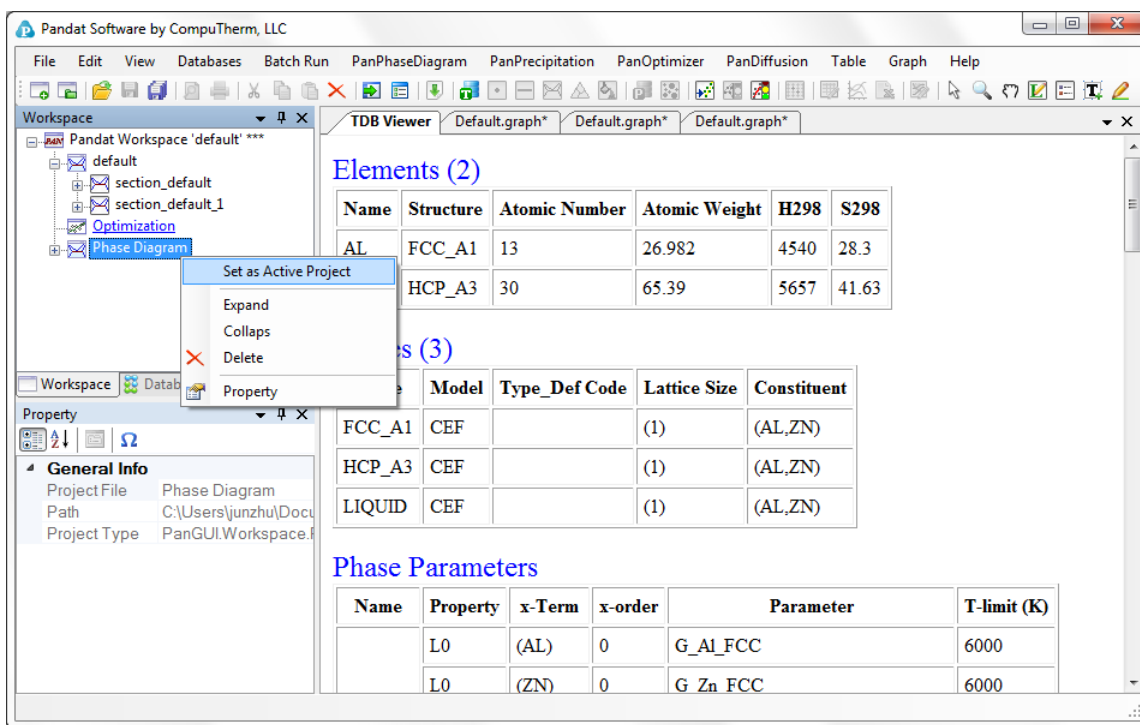 Pandat Software by CompuTherm, LLC
File Edit View Databases Batch Run PanPhaseDiagram PanPrecipitation PanOptimizer PanDiffusion Table Graph Help
Workspace
Pandat Workspace 'default' ***
default
section_default
section_default_1
Optimization
Phase Diagram
Set as Active Project
Expand
Collaps
Delete
Property
Workspace Datab
Property
General Info
Project File Phase Diagram
Path C:\Users\junzhu\Docu
Project Type PanGUI.Workspace.
TDB Viewer Default.graph* Default.graph* Default.graph*
Elements (2)
Name Structure Atomic Number Atomic Weight H298 S298
AL FCC_A1 13 26.982 4540 28.3
HCP_A3 30 65.39 5657 41.63
(3)
Model Type_Def Code Lattice Size Constituent
FCC_A1 CEF (1) (AL,ZN)
HCP_A3 CEF (1) (AL,ZN)
LIQUID CEF (1) (AL,ZN)
Phase Parameters
Name Property x-Term x-order Parameter T-limit (K)
L0 (AL) 0 G_Al_FCC 6000
L0 (ZN) 0 G_Zn_FCC 6000